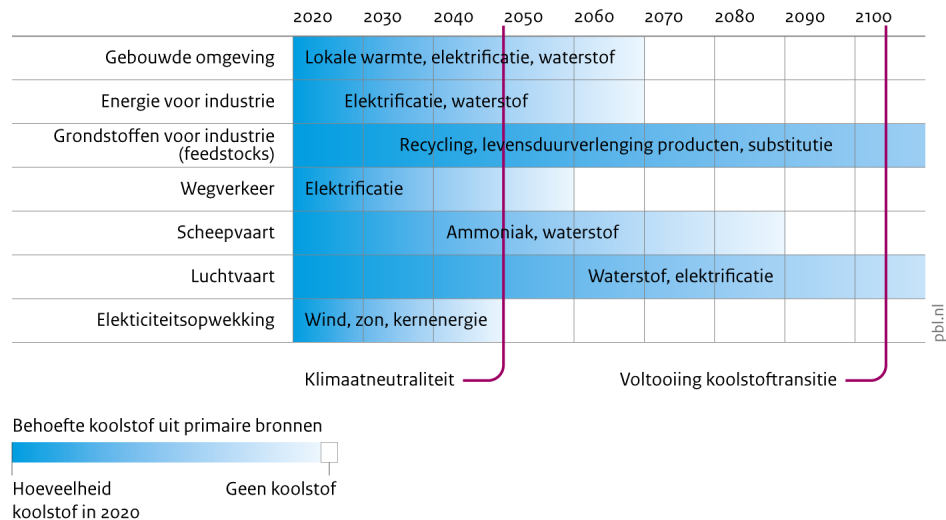 2020 2030 2040 2050 2060 2070 2080 2090 2100
Gebouwde omgeving Lokale warmte, elektrificatie, waterstof
Energie voor industrie Elektrificatie, waterstof
Grondstoffen voor industrie
(feedstocks) Recycling, levensduurverlenging producten, substitutie
Wegverkeer Elektrificatie
Scheepvaart Ammoniak, waterstof
Luchtvaart Waterstof, elektrificatie
Elekticiteitsopwekking Wind, zon, kernenergie
pbl.nl
Klimaatneutraliteit Voltooiing koolstoftransitie
Behoefte koolstof uit primaire bronnen
Hoeveelheid Geen koolstof
koolstof in 2020